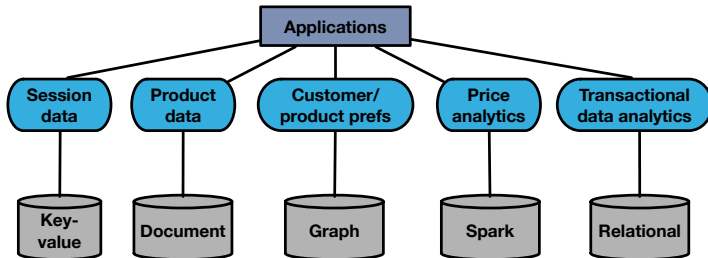 Applications
Session
data
Product
data
Customer/
product prefs
Price
analytics
Transactional
data analytics
Key-
value
Document
Graph
Spark
Relational